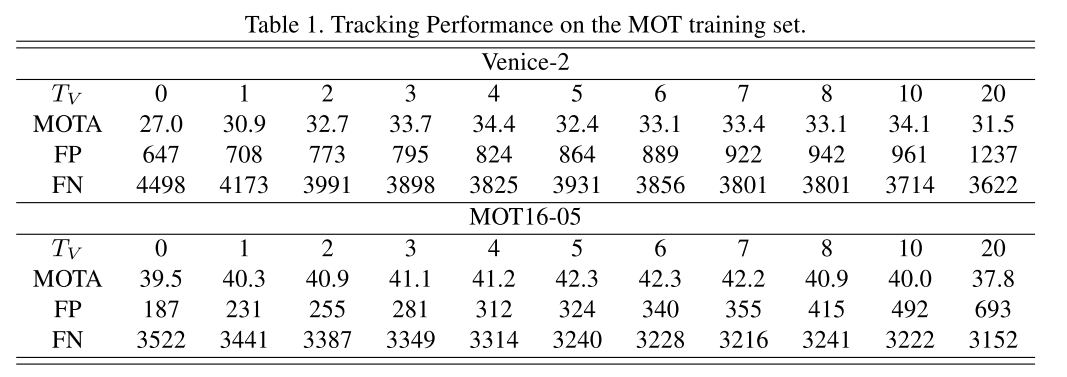 Table 1. Tracking Performance on the MOT training set.
Venice-2
T_V 0 1 2 3 4 5 6 7 8 10 20
MOTA 27.0 30.9 32.7 33.7 34.4 32.4 33.1 33.4 33.1 34.1 31.5
FP 647 708 773 795 824 864 889 922 942 961 1237
FN 4498 4173 3991 3898 3825 3931 3856 3801 3801 3714 3622
MOT16-05
T_V 0 1 2 3 4 5 6 7 8 10 20
MOTA 39.5 40.3 40.9 41.1 41.2 42.3 42.3 42.2 40.9 40.0 37.8
FP 187 231 255 281 312 324 340 355 415 492 693
FN 3522 3441 3387 3349 3314 3240 3228 3216 3241 3222 3152